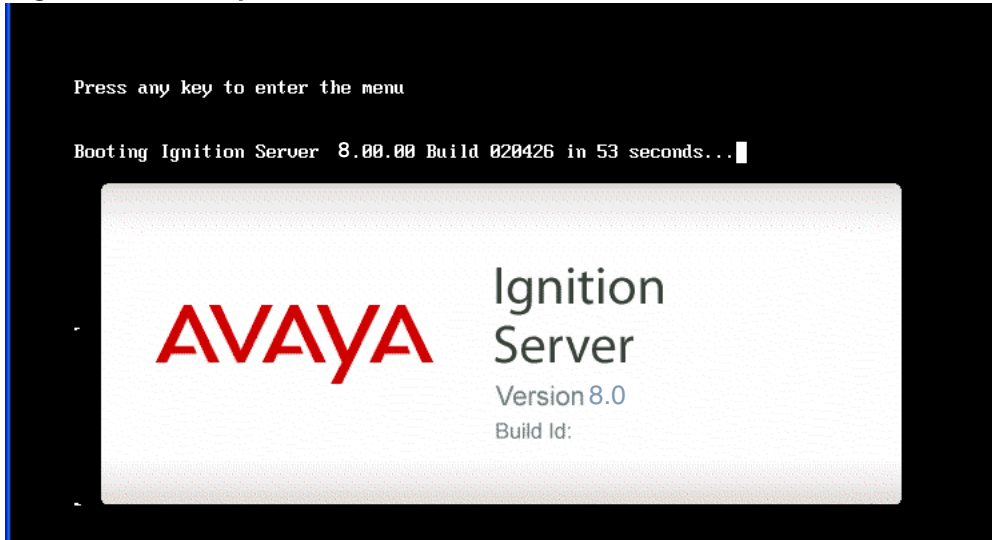 Press any key to enter the menu
Booting Ignition Server 8.00.00 Build 020426 in 53 seconds...
AVAYA
Ignition
Server
Version 8.0
Build Id: